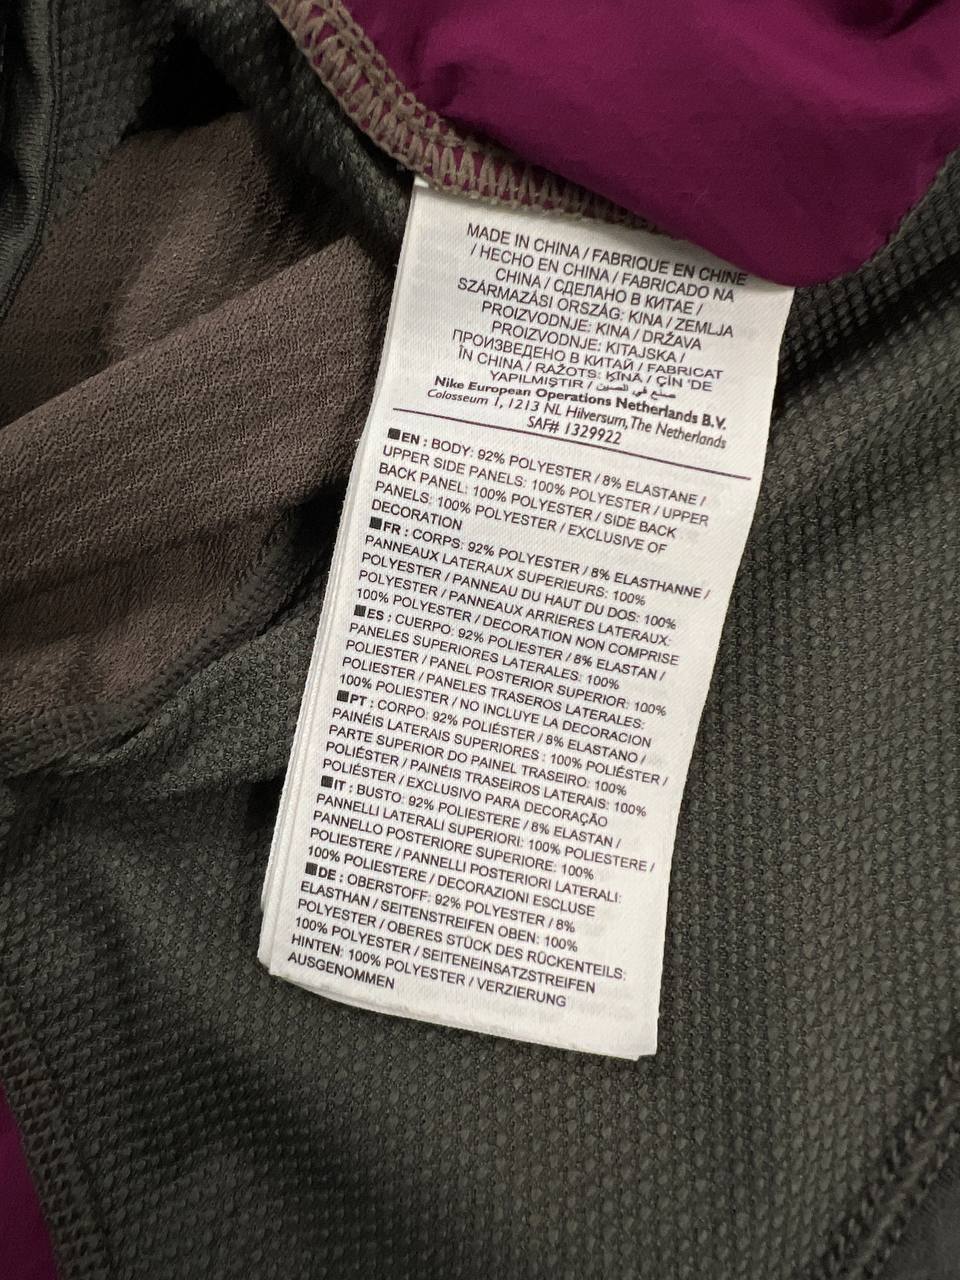 MADE IN CHINA / FABRIQUE EN CHINE
/ HECHO EN CHINA / FABRICADO NA
CHINA / СДЕЛАНО В КИТАЕ /
SZÁRMAZÁSI ORSZÁG: KINA / ZEMLJA
PROIZVODNJE: KINA / DRŽAVA
PROIZVODNJE: KITAJSKA /
ПРОИЗВЕДЕНО В КИТАЙ / FABRICAT
ÎN CHINA / RAŽOTS: ĶĪNĀ / ÇİN 'DE
YAPILMIŞTIR / صنع في الصين
Nike European Operations Netherlands B.V.
Colosseum 1, 1213 NL Hilversum, The Netherlands
SAF# 1329922
EN : BODY: 92% POLYESTER / 8% ELASTANE /
UPPER SIDE PANELS: 100% POLYESTER / UPPER
BACK PANEL: 100% POLYESTER / SIDE BACK
PANELS: 100% POLYESTER / EXCLUSIVE OF
DECORATION
FR : CORPS: 92% POLYESTER / 8% ELASTHANNE /
PANNEAUX LATERAUX SUPERIEURS: 100%
POLYESTER / PANNEAU DU HAUT DU DOS: 100%
POLYESTER / PANNEAUX ARRIERES LATERAUX:
100% POLYESTER / DECORATION NON COMPRISE
ES : CUERPO: 92% POLIESTER / 8% ELASTAN /
PANELES SUPERIORES LATERALES: 100%
POLIESTER / PANEL POSTERIOR SUPERIOR: 100%
POLIESTER / PANELES TRASEROS LATERALES:
100% POLIESTER / NO INCLUYE LA DECORACION
PT : CORPO: 92% POLIÉSTER / 8% ELASTANO /
PAINÉIS LATERAIS SUPERIORES : 100% POLIÉSTER /
PARTE SUPERIOR DO PAINEL TRASEIRO: 100%
POLIÉSTER / PAINÉIS TRASEIROS LATERAIS: 100%
POLIÉSTER / EXCLUSIVO PARA DECORAÇÃO
IT : BUSTO: 92% POLIESTERE / 8% ELASTAN /
PANNELLI LATERALI SUPERIORI: 100% POLIESTERE /
PANNELLO POSTERIORE SUPERIORE: 100%
POLIESTERE / PANNELLI POSTERIORI LATERALI:
100% POLIESTERE / DECORAZIONI ESCLUSE
DE : OBERSTOFF: 92% POLYESTER / 8%
ELASTHAN / SEITENSTREIFEN OBEN: 100%
POLYESTER / OBERES STÜCK DES RÜCKENTEILS:
100% POLYESTER / SEITENEINSATZSTREIFEN
HINTEN: 100% POLYESTER / VERZIERUNG
AUSGENOMMEN